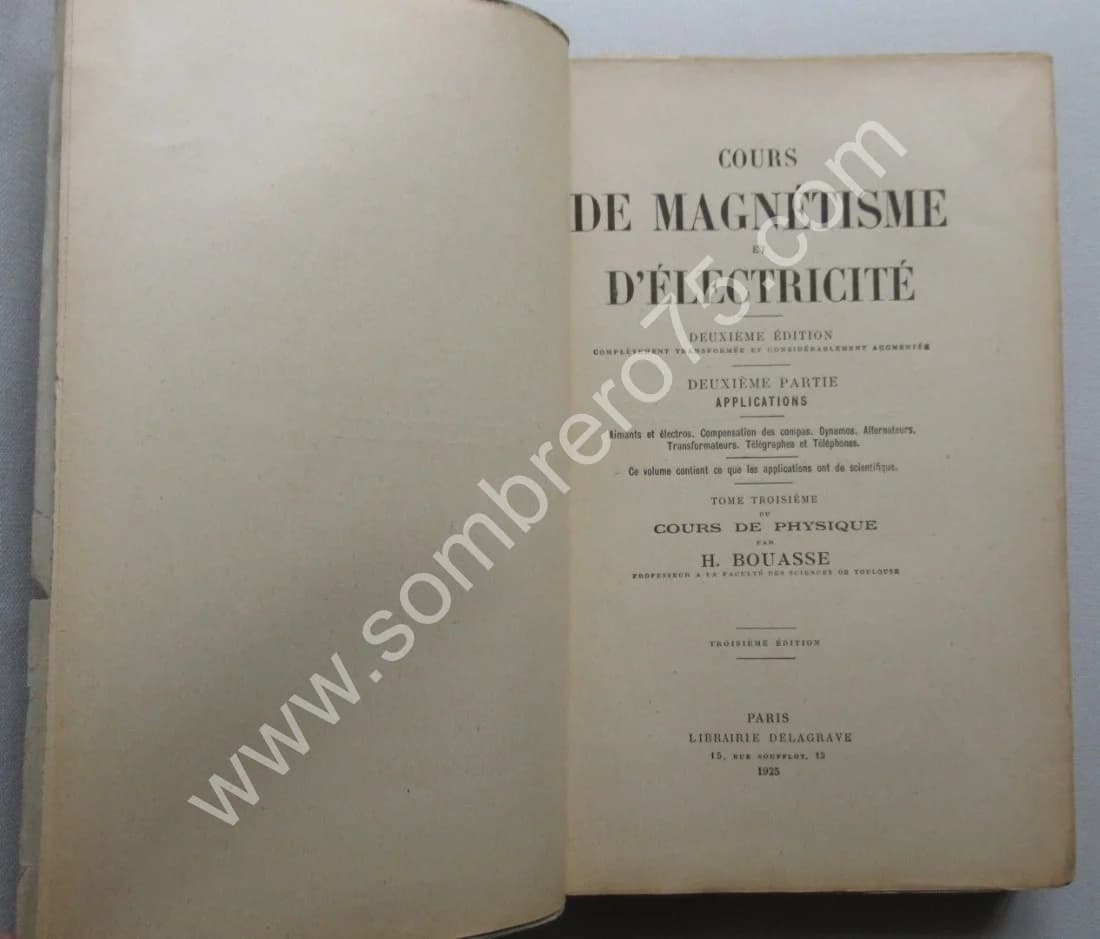 COURS
DE MAGNÉTISME
ET
D'ÉLECTRICITÉ
DEUXIÈME ÉDITION
COMPLÈTEMENT TRANSFORMÉE ET CONSIDÉRABLEMENT AUGMENTÉE
DEUXIÈME PARTIE
APPLICATIONS
Aimants et électros. Compensation des compas. Dynamos. Alternateurs.
Transformateurs. Télégraphes et Téléphones.
Ce volume contient ce que les applications ont de scientifique.
TOME TROISIÈME
DU
COURS DE PHYSIQUE
PAR
H. BOUASSE
PROFESSEUR A LA FACULTÉ DES SCIENCES DE TOULOUSE
TROISIÈME ÉDITION
PARIS
LIBRAIRIE DELAGRAVE
15, RUE SOUFFLOT, 15
1925
www.sombrero75.com